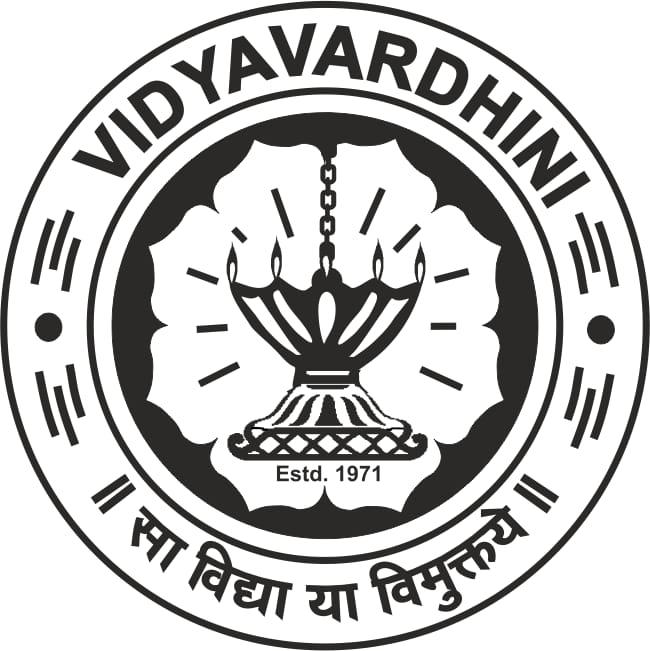 VIDYAVARDHINI
Estd. 1971
॥ सा विद्या या विमुक्तये ॥